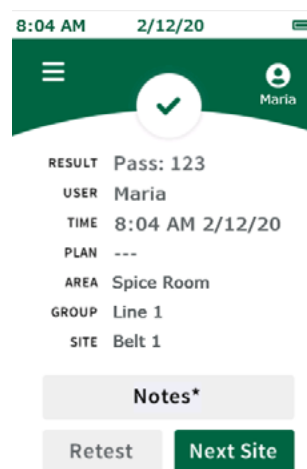 8:04 AM 2/12/20
Maria
RESULT Pass: 123
USER Maria
TIME 8:04 AM 2/12/20
PLAN ---
AREA Spice Room
GROUP Line 1
SITE Belt 1
Notes*
Retest Next Site